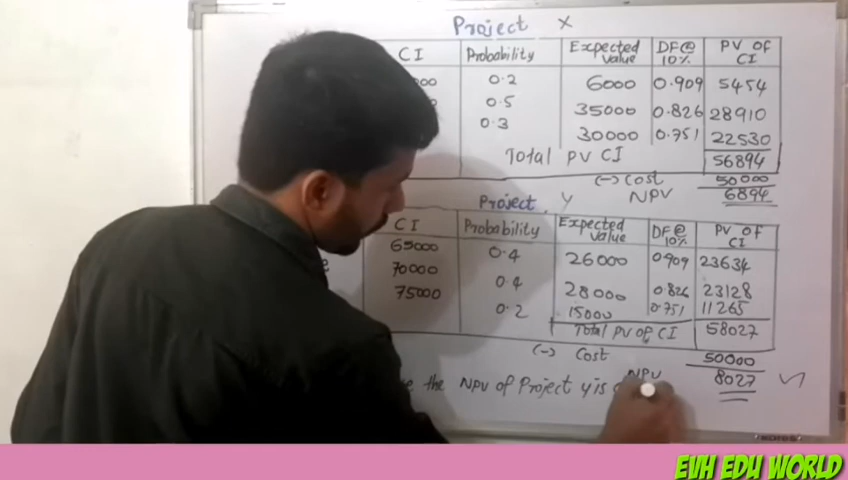 Project X
CI Probability Expected Value DF@ 10% PV OF CI
0.2 6000 0.909 5454
0.5 35000 0.826 28910
0.3 30000 0.751 22530
Total PV CI 56894
(-) Cost 50000
NPV 6894
Project Y
CI Probability Expected Value DF@ 10% PV OF CI
65000 0.4 26000 0.909 23634
70000 0.4 28000 0.826 23128
75000 0.2 15000 0.751 11265
Total PV OF CI 58027
(-) Cost 50000
NPV 8027
the NPV of Project Y is
EVH EDU WORLD